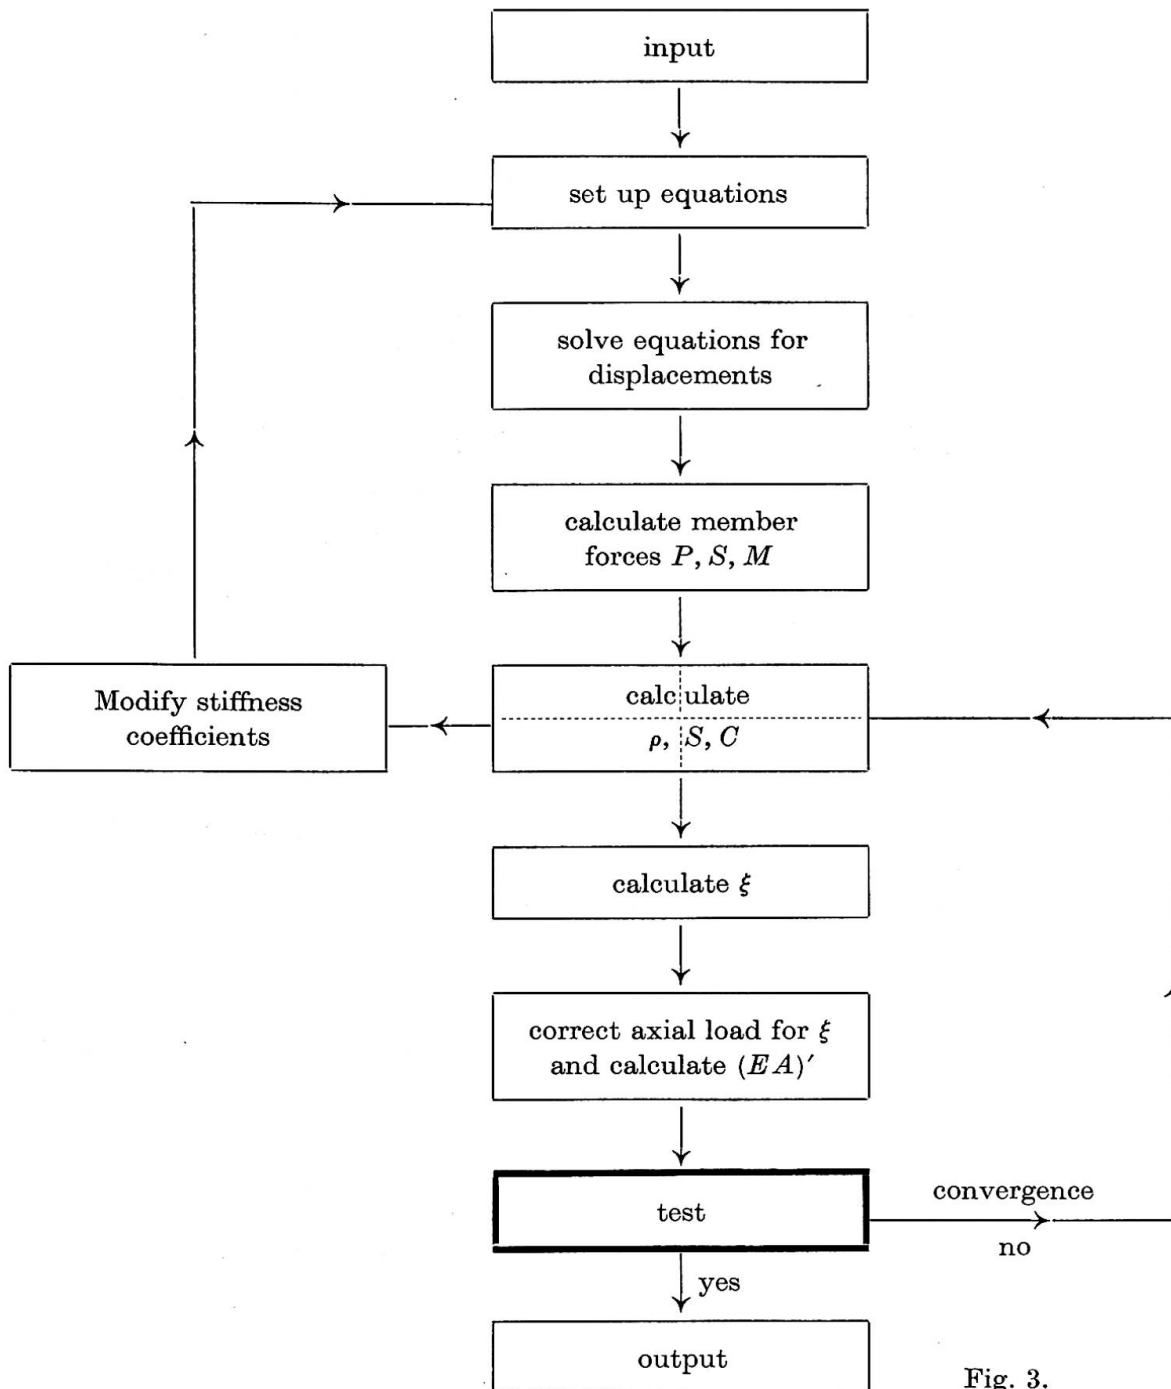 input
set up equations
solve equations for
displacements
calculate member
forces P, S, M
Modify stiffness
coefficients
calculate
ρ, S, C
calculate ξ
correct axial load for ξ
and calculate (EA)′
test
convergence
no
yes
output
Fig. 3.